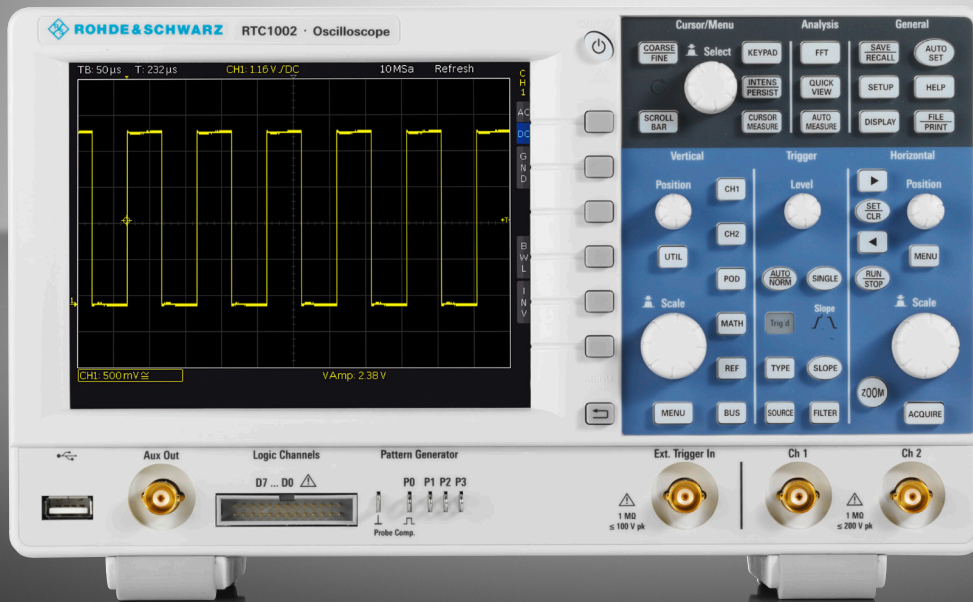 ROHDE & SCHWARZ RTC1002 · Oscilloscope
TB: 50µs T: 232µs CH1: 1.16 V / DC 10MSa Refresh
CH1
AC
DC
GND
BWL
INV
T
1
CH1: 500mV≅
VAmp: 2.38 V
Cursor/Menu
Analysis
General
COARSE
FINE
Select
KEYPAD
FFT
SAVE
RECALL
AUTO
SET
INTENS
PERSIST
QUICK
VIEW
SETUP
HELP
SCROLL
BAR
CURSOR
MEASURE
AUTO
MEASURE
DISPLAY
FILE
PRINT
Vertical
Trigger
Horizontal
Position
CH1
Level
Position
SET
CLR
CH2
UTIL
MENU
POD
AUTO
NORM
SINGLE
RUN
STOP
Scale
MATH
Trig'd
Slope
Scale
REF
TYPE
SLOPE
ZOOM
MENU
BUS
SOURCE
FILTER
ACQUIRE
Aux Out
Logic Channels
D7 ... D0
Pattern Generator
P0 P1 P2 P3
Probe Comp.
Ext. Trigger In
1 MΩ
≤ 100 V pk
Ch 1
1 MΩ
≤ 200 V pk
Ch 2